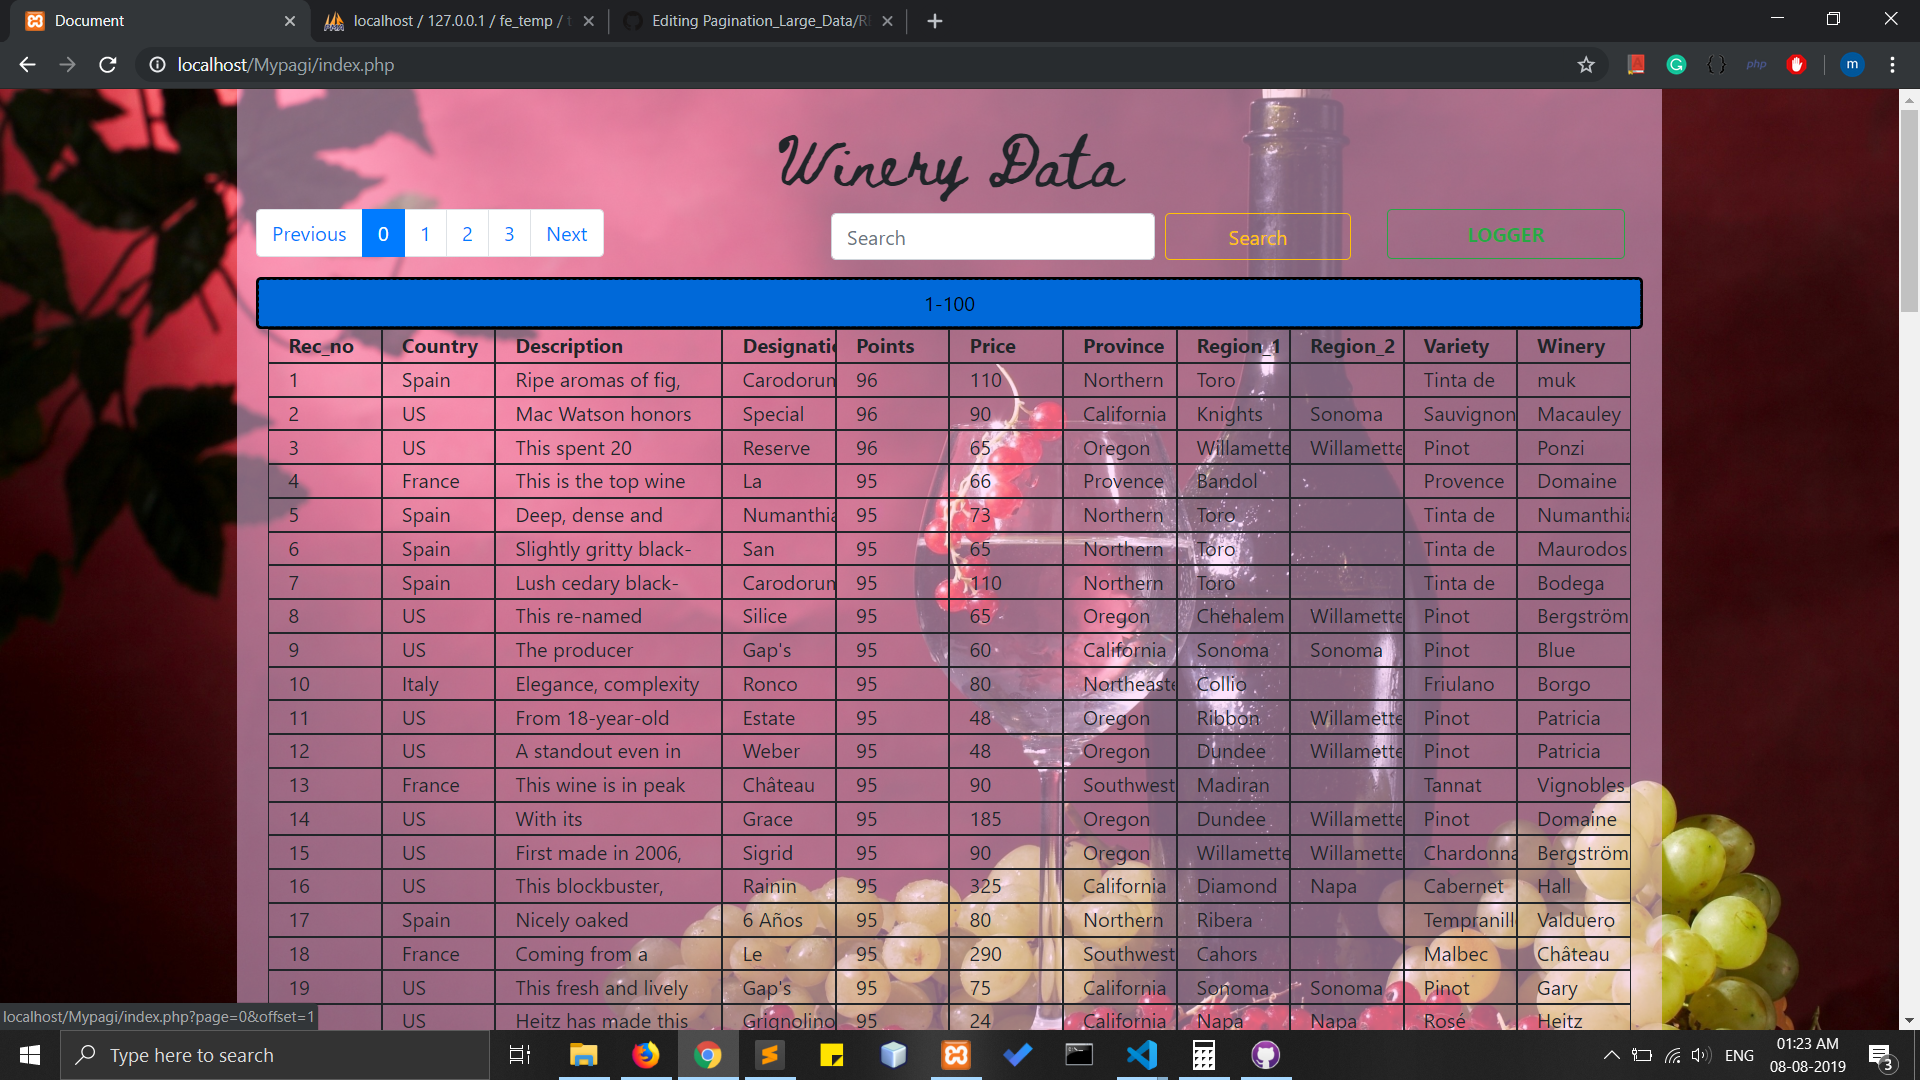 Document
localhost / 127.0.0.1 / fe_temp / t
Editing Pagination_Large_Data/RE
localhost/Mypagi/index.php
php
m
Winery Data
Previous 0 1 2 3 Next
Search
Search
LOGGER
1-100
Rec_no Country Description Designatio Points Price Province Region_1 Region_2 Variety Winery
1 Spain Ripe aromas of fig, Carodorum 96 110 Northern Toro Tinta de muk
2 US Mac Watson honors Special 96 90 California Knights Sonoma Sauvignon Macauley
3 US This spent 20 Reserve 96 65 Oregon Willamette Willamette Pinot Ponzi
4 France This is the top wine La 95 66 Provence Bandol Provence Domaine
5 Spain Deep, dense and Numanthia 95 73 Northern Toro Tinta de Numanthia
6 Spain Slightly gritty black- San 95 65 Northern Toro Tinta de Maurodos
7 Spain Lush cedary black- Carodorum 95 110 Northern Toro Tinta de Bodega
8 US This re-named Silice 95 65 Oregon Chehalem Willamette Pinot Bergström
9 US The producer Gap's 95 60 California Sonoma Sonoma Pinot Blue
10 Italy Elegance, complexity Ronco 95 80 Northeaste Collio Friulano Borgo
11 US From 18-year-old Estate 95 48 Oregon Ribbon Willamette Pinot Patricia
12 US A standout even in Weber 95 48 Oregon Dundee Willamette Pinot Patricia
13 France This wine is in peak Château 95 90 Southwest Madiran Tannat Vignobles
14 US With its Grace 95 185 Oregon Dundee Willamette Pinot Domaine
15 US First made in 2006, Sigrid 95 90 Oregon Willamette Willamette Chardonna Bergström
16 US This blockbuster, Rainin 95 325 California Diamond Napa Cabernet Hall
17 Spain Nicely oaked 6 Años 95 80 Northern Ribera Tempranill Valduero
18 France Coming from a Le 95 290 Southwest Cahors Malbec Château
19 US This fresh and lively Gap's 95 75 California Sonoma Sonoma Pinot Gary
US Heitz has made this Grignolino 95 24 California Napa Napa Rosé Heitz
localhost/Mypagi/index.php?page=0&offset=1
Type here to search
ENG
01:23 AM
08-08-2019
3